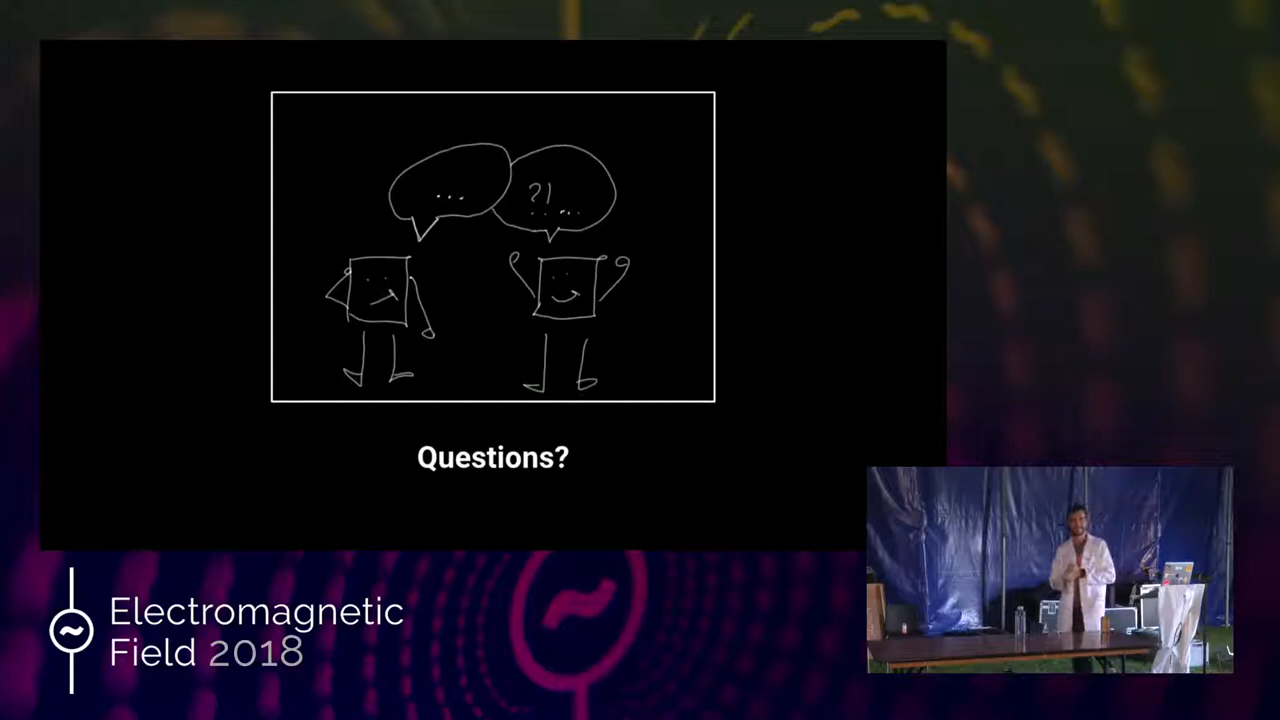 ...
?!
.. ...
Questions?
Electromagnetic
Field 2018